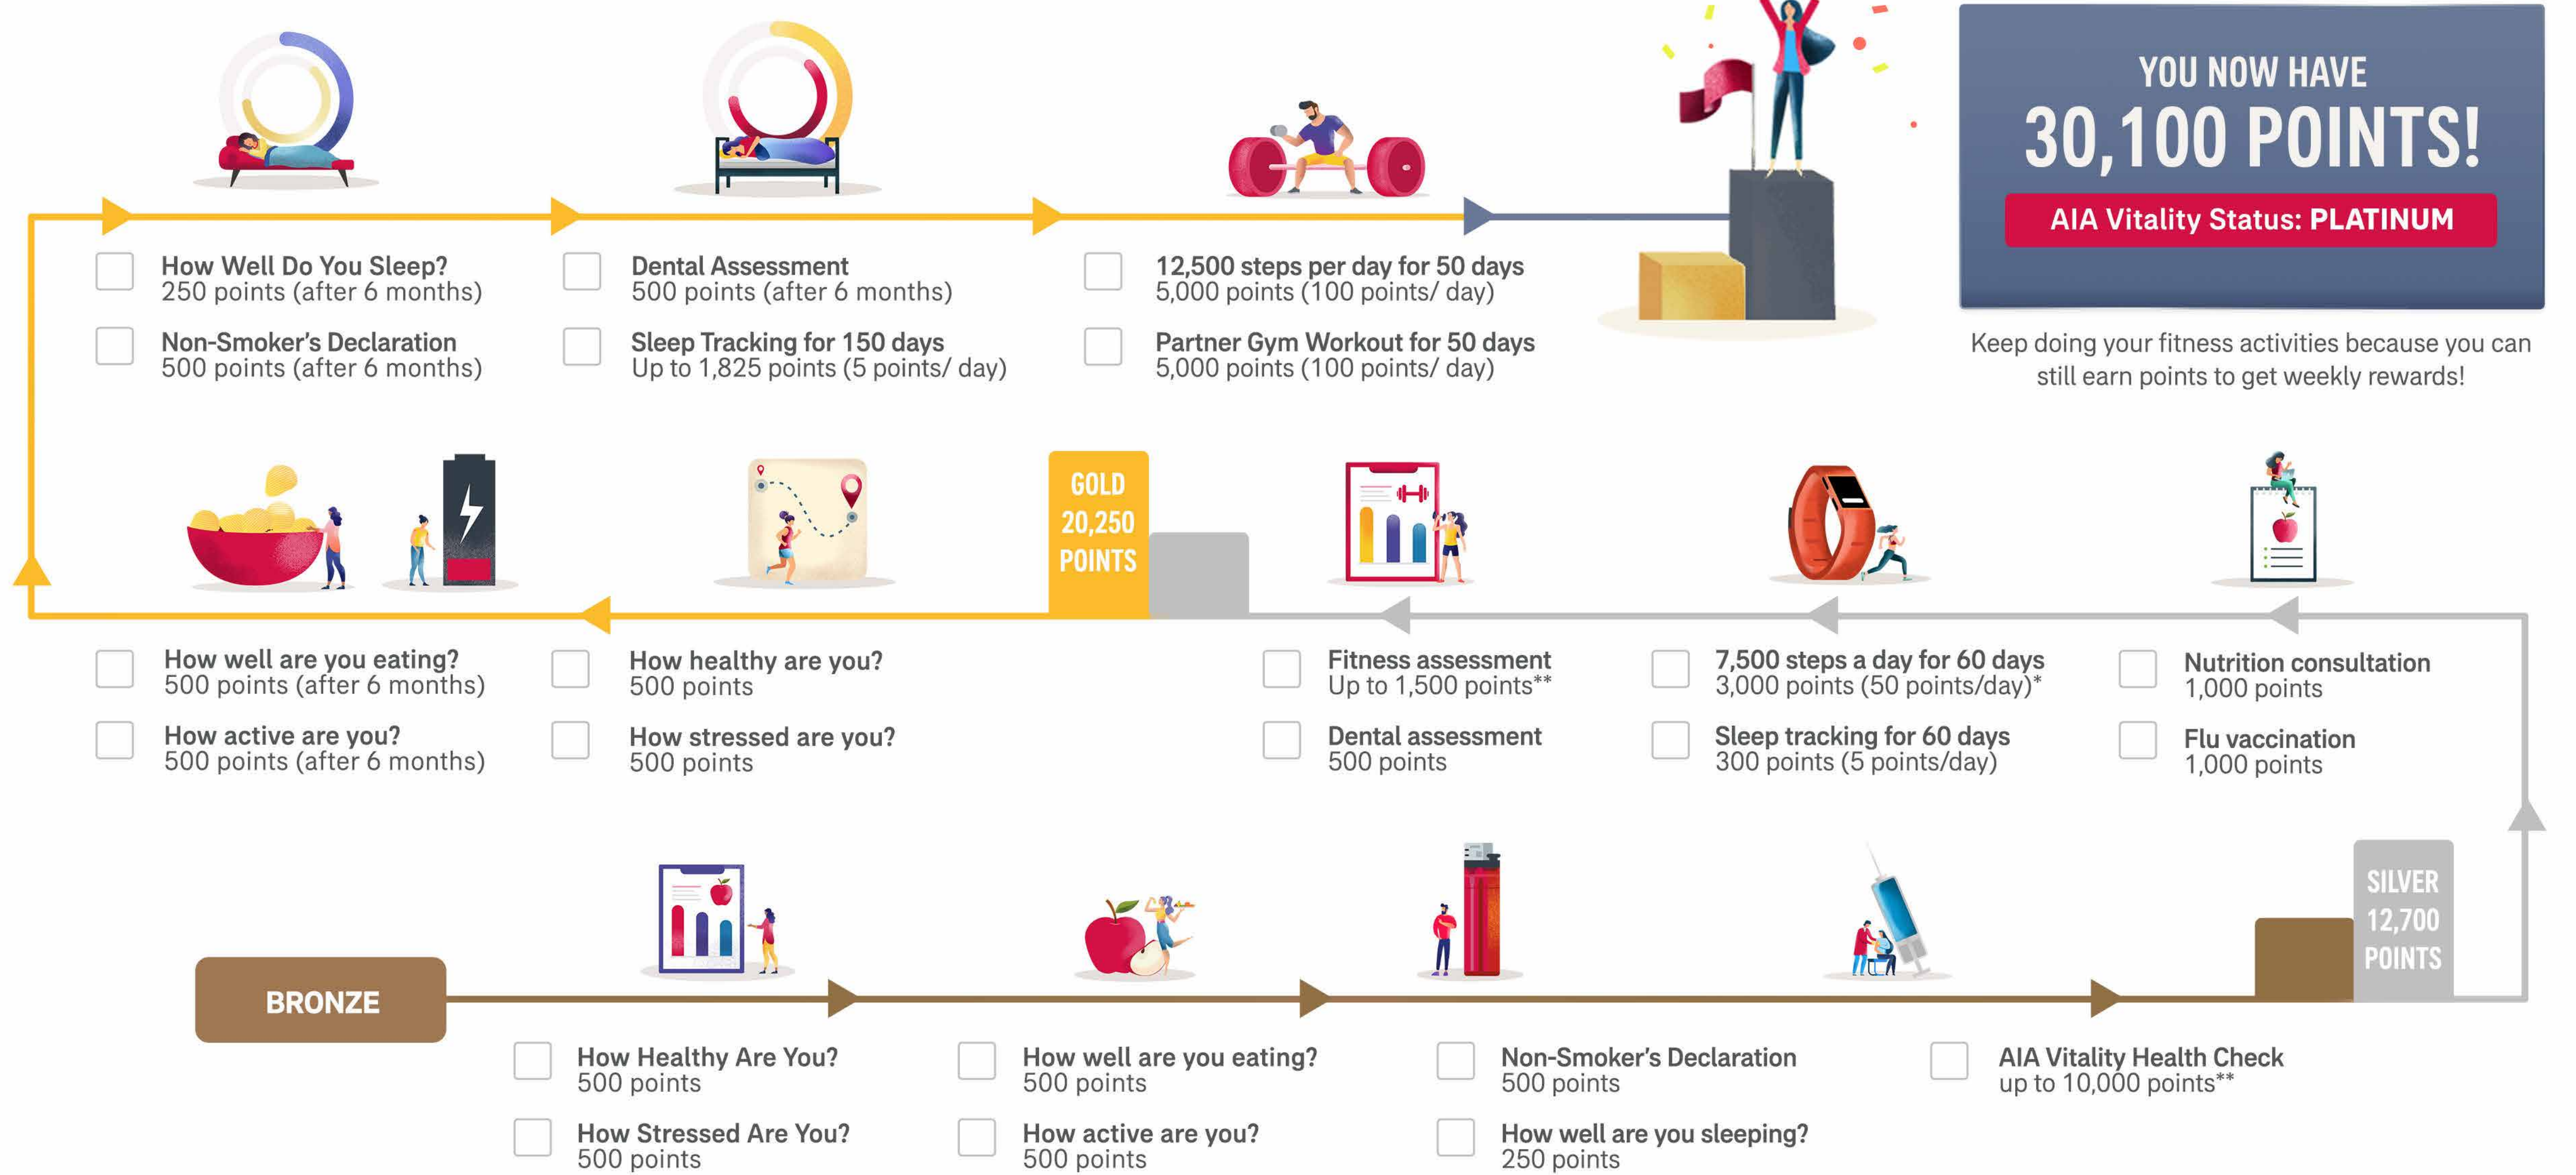 YOU NOW HAVE
30,100 POINTS!
AIA Vitality Status: PLATINUM
Keep doing your fitness activities because you can
still earn points to get weekly rewards!
How Well Do You Sleep?
250 points (after 6 months)
Non-Smoker's Declaration
500 points (after 6 months)
Dental Assessment
500 points (after 6 months)
Sleep Tracking for 150 days
Up to 1,825 points (5 points/ day)
12,500 steps per day for 50 days
5,000 points (100 points/ day)
Partner Gym Workout for 50 days
5,000 points (100 points/ day)
GOLD
20,250
POINTS
How well are you eating?
500 points (after 6 months)
How active are you?
500 points (after 6 months)
How healthy are you?
500 points
How stressed are you?
500 points
Fitness assessment
Up to 1,500 points**
Dental assessment
500 points
7,500 steps a day for 60 days
3,000 points (50 points/day)*
Sleep tracking for 60 days
300 points (5 points/day)
Nutrition consultation
1,000 points
Flu vaccination
1,000 points
SILVER
12,700
POINTS
BRONZE
How Healthy Are You?
500 points
How Stressed Are You?
500 points
How well are you eating?
500 points
How active are you?
500 points
Non-Smoker's Declaration
500 points
How well are you sleeping?
250 points
AIA Vitality Health Check
up to 10,000 points**